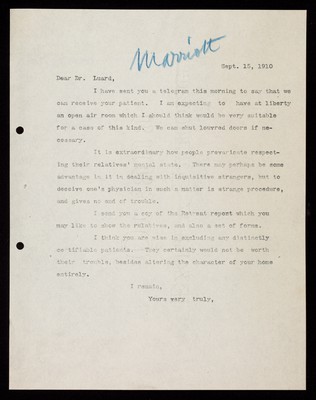 Marriott
Sept. 15, 1910
Dear Dr. Luard,
I have sent you a telegram this morning to say that we
can receive your patient. I am expecting to have at liberty
an open air room which I should think would be very suitable
for a case of this kind. We can shut louvred doors if ne-
cessary.
It is extraordinary how people prevaricate respect-
ing their relatives' mental state. There may perhaps be some
advantage in it in dealing with inquisitive strangers, but to
deceive one's physician in such a matter is strange procedure,
and gives no end of trouble.
I send you a copy of the Retreat report which you
may like to show the relatives, and also a set of forms.
I think you are wise in excluding any distinctly
certifiable patients. They certainly would not be worth
their trouble, besides altering the character of your home
entirely.
I remain,
Yours very truly,